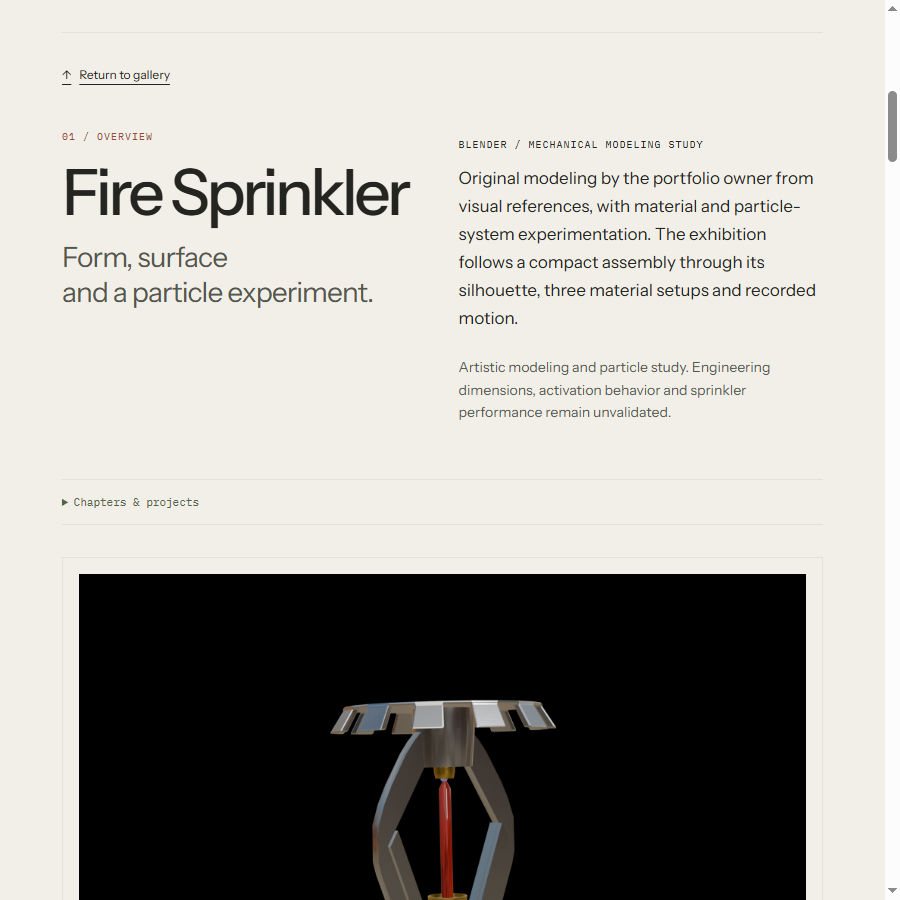 ↑ Return to gallery
01 / OVERVIEW
Fire Sprinkler
Form, surface
and a particle experiment.
BLENDER / MECHANICAL MODELING STUDY
Original modeling by the portfolio owner from
visual references, with material and particle-
system experimentation. The exhibition
follows a compact assembly through its
silhouette, three material setups and recorded
motion.
Artistic modeling and particle study. Engineering
dimensions, activation behavior and sprinkler
performance remain unvalidated.
▶ Chapters & projects